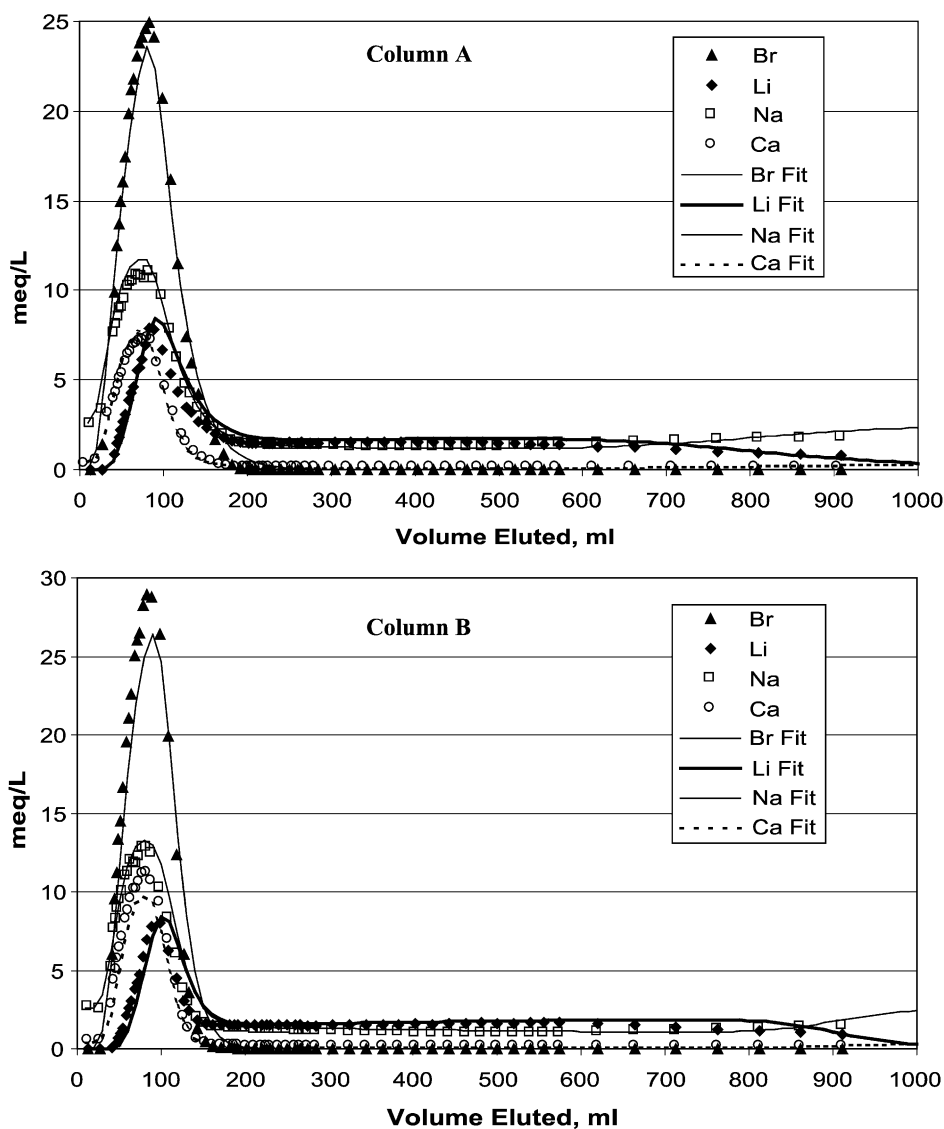 25
20
15
10
5
0
meq/L
Column A
Br
Li
Na
Ca
Br Fit
Li Fit
Na Fit
Ca Fit
0 100 200 300 400 500 600 700 800 900 1000
Volume Eluted, ml
30
25
20
15
10
5
0
meq/L
Column B
Br
Li
Na
Ca
Br Fit
Li Fit
Na Fit
Ca Fit
0 100 200 300 400 500 600 700 800 900 1000
Volume Eluted, ml